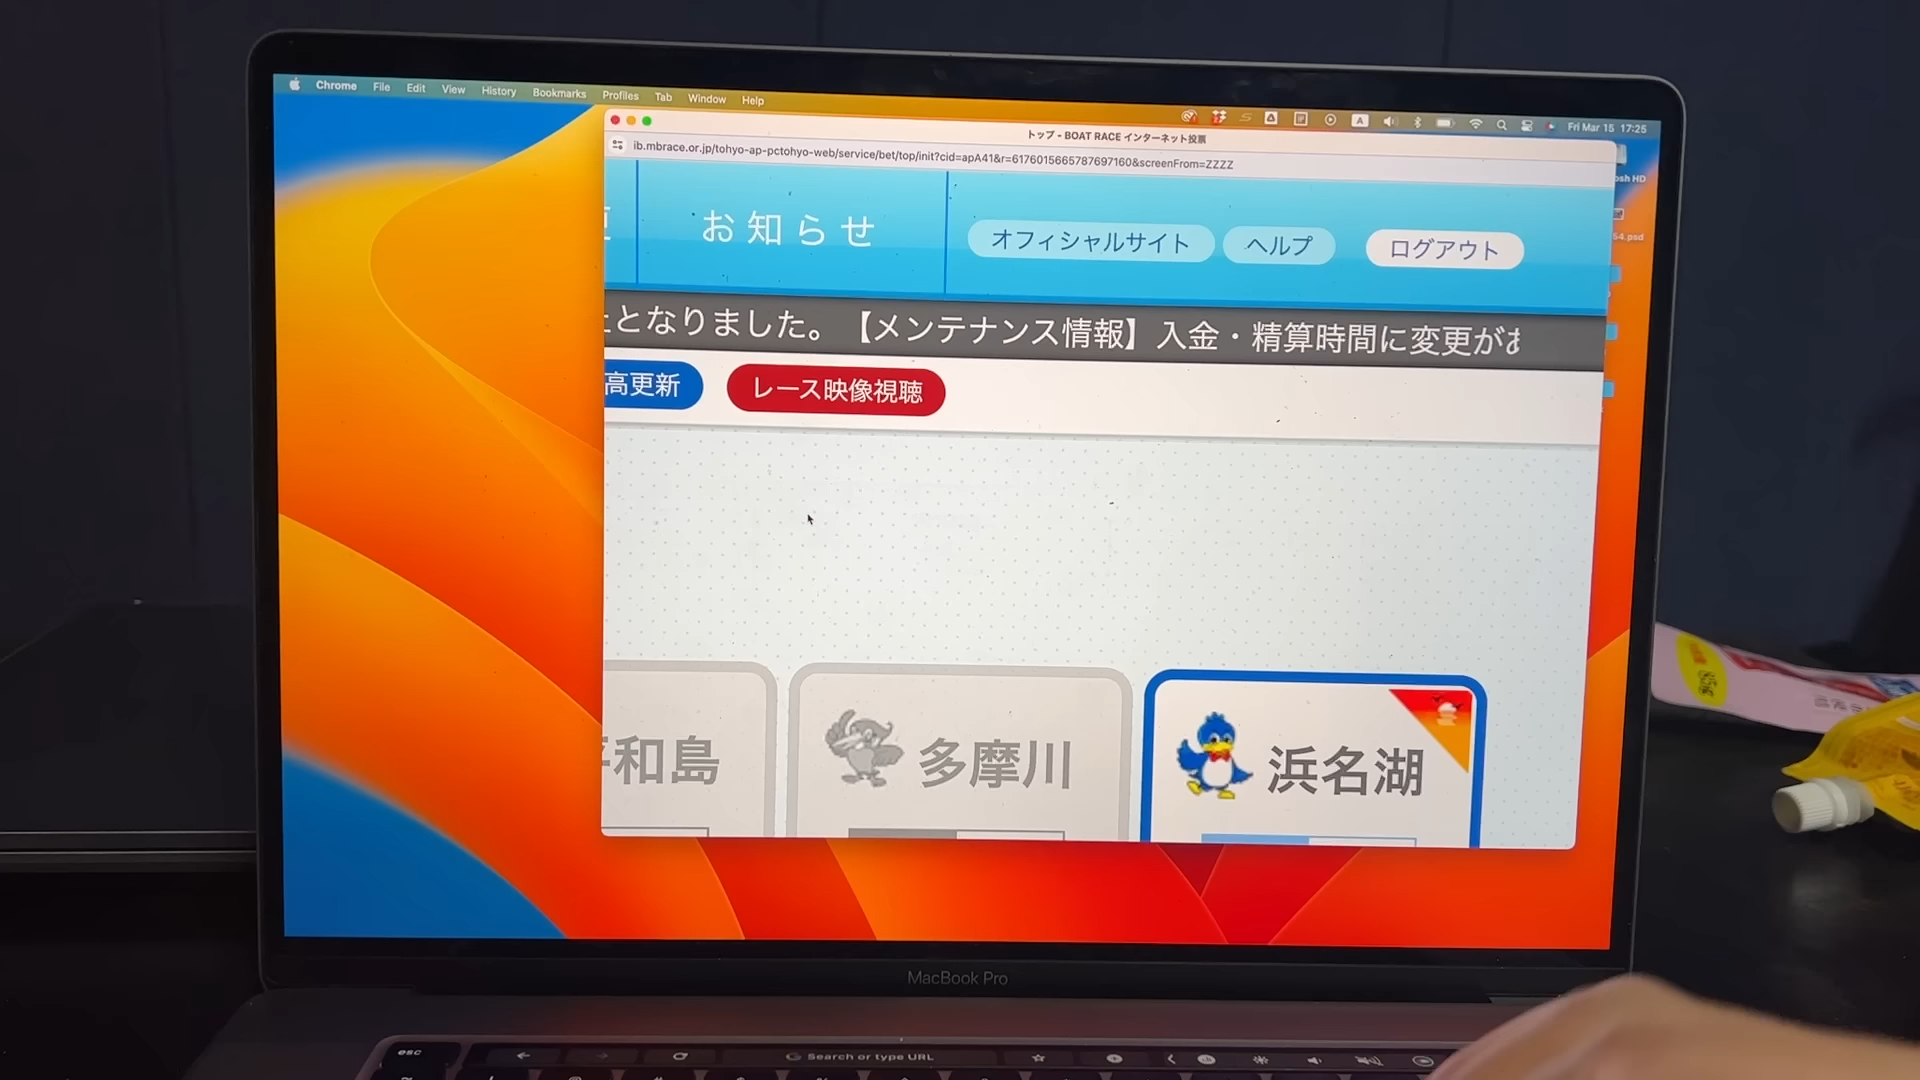 Chrome File Edit View History Bookmarks Profiles Tab Window Help
A Fri Mar 15 17:25
トップ - BOAT RACE インターネット投票
ib.mbrace.or.jp/tohyo-ap-pctohyo-web/service/bet/top/init?cid=apA41&r=6176015665787697160&screenFrom=ZZZZ
osh HD
54.psd
お知らせ
オフィシャルサイト ヘルプ ログアウト
となりました。【メンテナンス情報】入金・精算時間に変更があ
高更新 レース映像視聴
和島 多摩川 浜名湖
MacBook Pro
esc Search or type URL